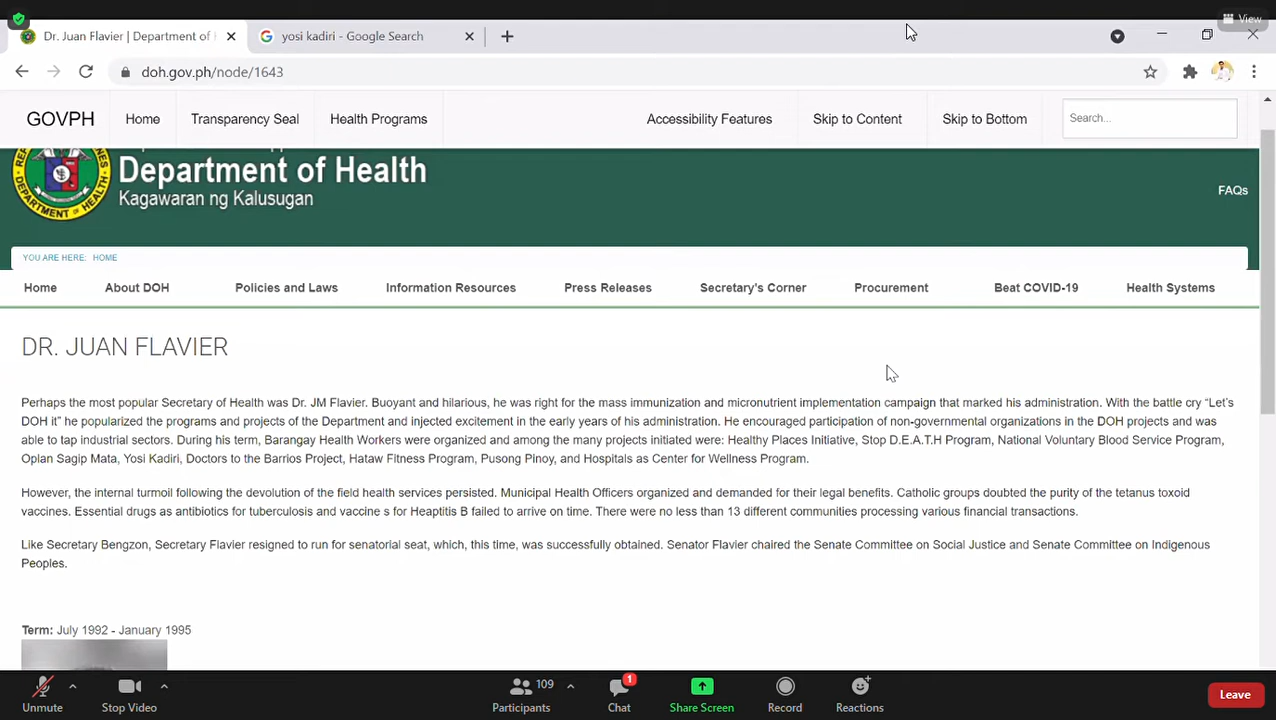 View
Dr. Juan Flavier | Department of
yosi kadiri - Google Search
doh.gov.ph/node/1643
GOVPH Home Transparency Seal Health Programs Accessibility Features Skip to Content Skip to Bottom Search...
Department of Health
Kagawaran ng Kalusugan
FAQs
YOU ARE HERE: HOME
Home About DOH Policies and Laws Information Resources Press Releases Secretary's Corner Procurement Beat COVID-19 Health Systems
DR. JUAN FLAVIER
Perhaps the most popular Secretary of Health was Dr. JM Flavier. Buoyant and hilarious, he was right for the mass immunization and micronutrient implementation campaign that marked his administration. With the battle cry “Let’s
DOH it” he popularized the programs and projects of the Department and injected excitement in the early years of his administration. He encouraged participation of non-governmental organizations in the DOH projects and was
able to tap industrial sectors. During his term, Barangay Health Workers were organized and among the many projects initiated were: Healthy Places Initiative, Stop D.E.A.T.H Program, National Voluntary Blood Service Program,
Oplan Sagip Mata, Yosi Kadiri, Doctors to the Barrios Project, Hataw Fitness Program, Pusong Pinoy, and Hospitals as Center for Wellness Program.
However, the internal turmoil following the devolution of the field health services persisted. Municipal Health Officers organized and demanded for their legal benefits. Catholic groups doubted the purity of the tetanus toxoid
vaccines. Essential drugs as antibiotics for tuberculosis and vaccine s for Heaptitis B failed to arrive on time. There were no less than 13 different communities processing various financial transactions.
Like Secretary Bengzon, Secretary Flavier resigned to run for senatorial seat, which, this time, was successfully obtained. Senator Flavier chaired the Senate Committee on Social Justice and Senate Committee on Indigenous
Peoples.
Term: July 1992 - January 1995
109 1
Unmute Stop Video Participants Chat Share Screen Record Reactions Leave